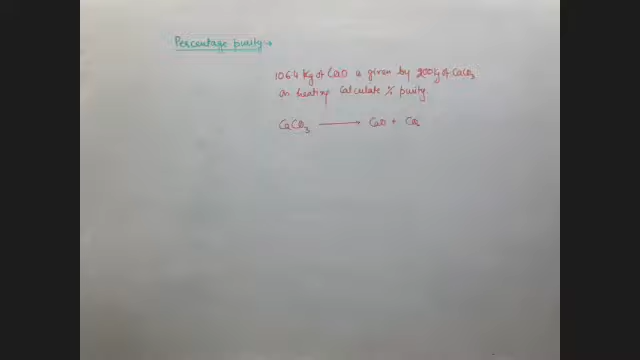 Percentage purity →
1064 Kg of CaO is given by 200 kg of CaCO3
on heating Calculate % purity
CaCO3 → CaO + CO2